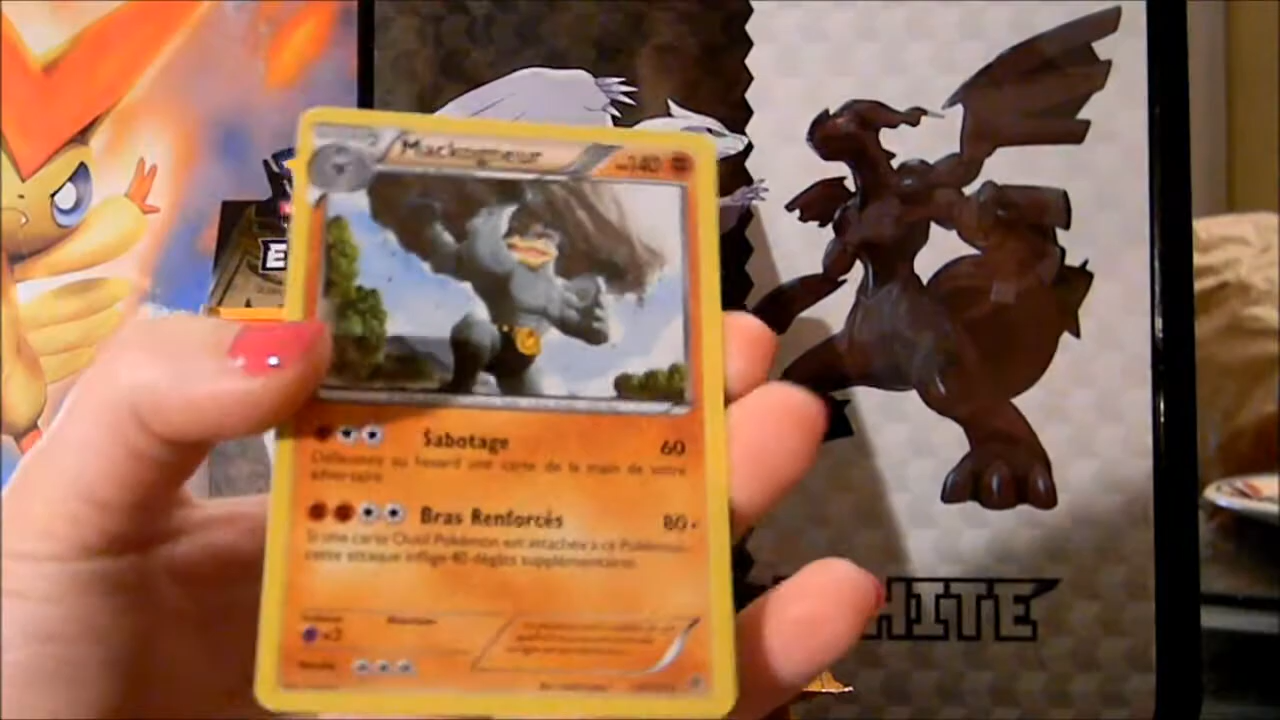 Mackogneur
140
Sabotage 60
Défaussez au hasard une carte de la main de votre
adversaire.
Bras Renforcés 80+
Si une carte Outil Pokémon est attachée à ce Pokémon,
cette attaque inflige 40 dégâts supplémentaires.
×2
HITE